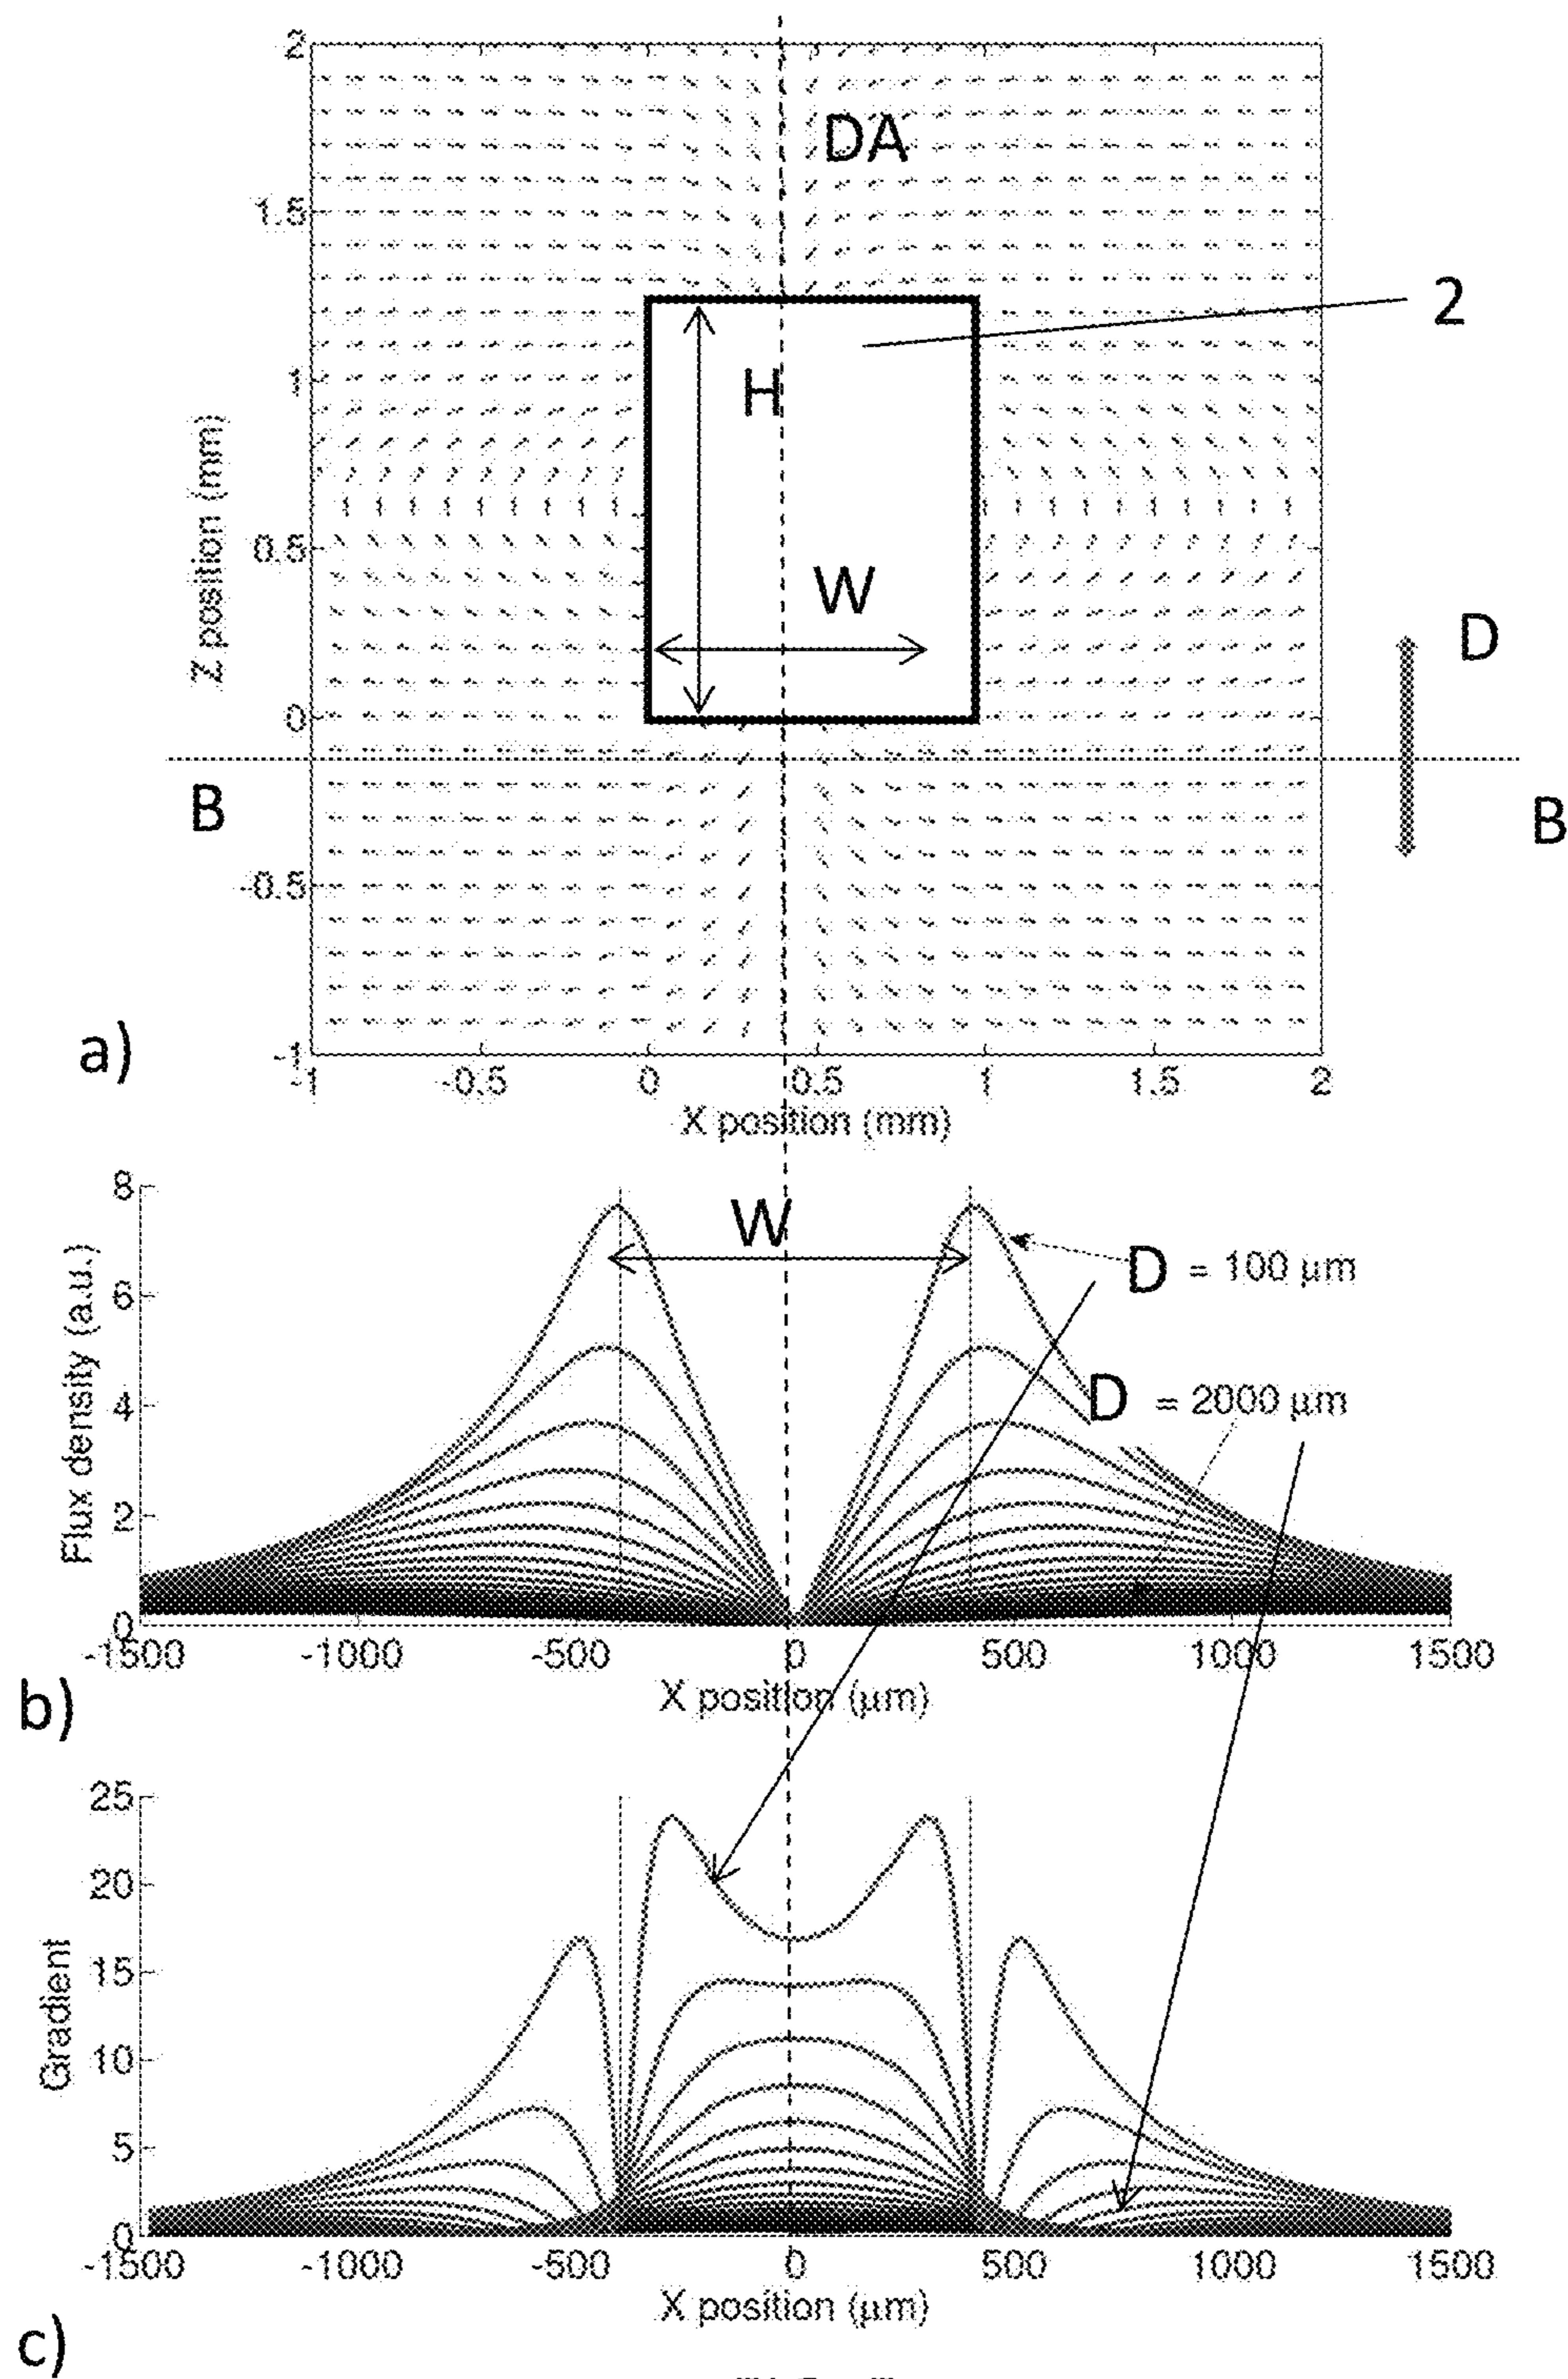 2
DA
1.5
2
1
H
Z position (mm)
0.5
W
D
0
B
B
-0.5
a)
-1
-1 -0.5 0 0.5 1 1.5 2
X position (mm)
8
W
D = 100 µm
6
Flux density (a.u.)
D = 2000 µm
4
2
0
-1500 -1000 -500 0 500 1000 1500
X position (µm)
b)
25
20
15
Gradient
10
5
0
-1500 -1000 -500 0 500 1000 1500
X position (µm)
c)